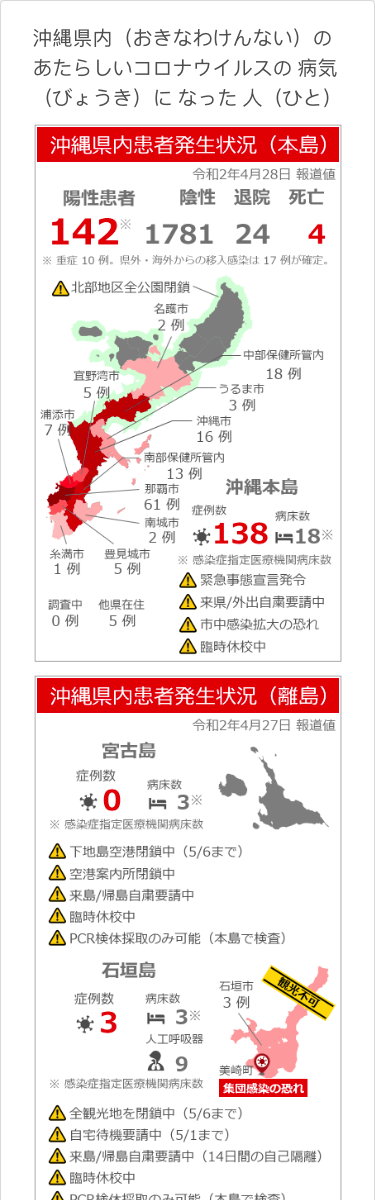 沖縄県内（おきなわけんない）の
あたらしいコロナウイルスの 病気
（びょうき）に なった 人（ひと）
沖縄県内患者発生状況（本島）
令和2年4月28日 報道値
陽性患者 陰性 退院 死亡
142※ 1781 24 4
※ 重症 10 例。県外・海外からの移入感染は 17 例が確定。
北部地区全公園閉鎖
名護市
2 例
中部保健所管内
18 例
宜野湾市
5 例
うるま市
3 例
浦添市
7 例
沖縄市
16 例
南部保健所管内
13 例
那覇市
61 例
南城市
2 例
糸満市
1 例
豊見城市
5 例
調査中
0 例
他県在住
5 例
沖縄本島
症例数 病床数
138 18※
※ 感染症指定医療機関病床数
緊急事態宣言発令
来県/外出自粛要請中
市中感染拡大の恐れ
臨時休校中
沖縄県内患者発生状況（離島）
令和2年4月27日 報道値
宮古島
症例数 病床数
0 3※
※ 感染症指定医療機関病床数
下地島空港閉鎖中（5/6まで）
空港案内所閉鎖中
来島/帰島自粛要請中
臨時休校中
PCR検体採取のみ可能（本島で検査）
石垣島
症例数 病床数
3 3※
人工呼吸器
9
※ 感染症指定医療機関病床数
観光不可
石垣市
3 例
美崎町
集団感染の恐れ
全観光地を閉鎖中（5/6まで）
自宅待機要請中（5/1まで）
来島/帰島自粛要請中（14日間の自己隔離）
臨時休校中
PCR検体採取のみ可能（本島で検査）